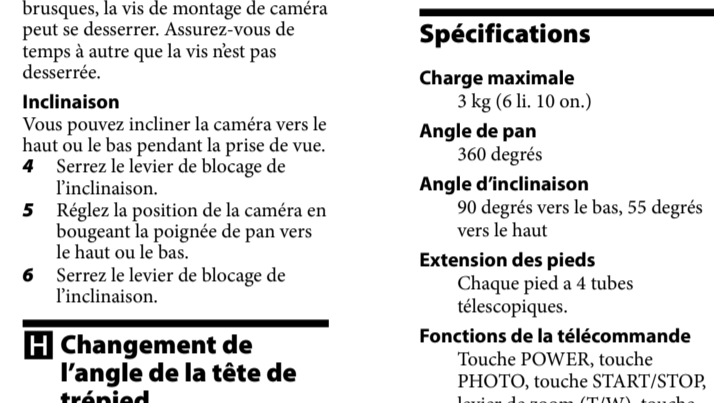 brusques, la vis de montage de caméra
peut se desserrer. Assurez-vous de
temps à autre que la vis n'est pas
desserrée.
Inclinaison
Vous pouvez incliner la caméra vers le
haut ou le bas pendant la prise de vue.
4 Serrez le levier de blocage de
l'inclinaison.
5 Réglez la position de la caméra en
bougeant la poignée de pan vers
le haut ou le bas.
6 Serrez le levier de blocage de
l'inclinaison.
H Changement de
l'angle de la tête de
trépied
Spécifications
Charge maximale
3 kg (6 li. 10 on.)
Angle de pan
360 degrés
Angle d'inclinaison
90 degrés vers le bas, 55 degrés
vers le haut
Extension des pieds
Chaque pied a 4 tubes
télescopiques.
Fonctions de la télécommande
Touche POWER, touche
PHOTO, touche START/STOP,
levier de zoom (T/W), touche